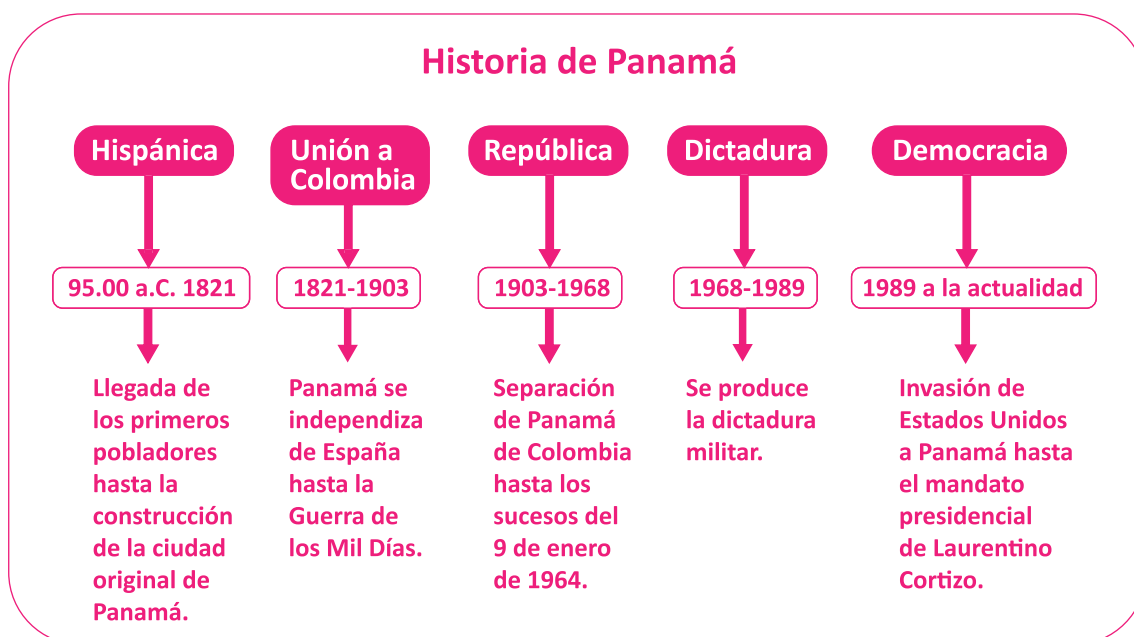 Historia de Panamá
Hispánica
95.00 a.C. 1821
Llegada de
los primeros
pobladores
hasta la
construcción
de la ciudad
original de
Panamá.
Unión a
Colombia
1821-1903
Panamá se
independiza
de España
hasta la
Guerra de
los Mil Días.
República
1903-1968
Separación
de Panamá
de Colombia
hasta los
sucesos del
9 de enero
de 1964.
Dictadura
1968-1989
Se produce
la dictadura
militar.
Democracia
1989 a la actualidad
Invasión de
Estados Unidos
a Panamá hasta
el mandato
presidencial
de Laurentino
Cortizo.